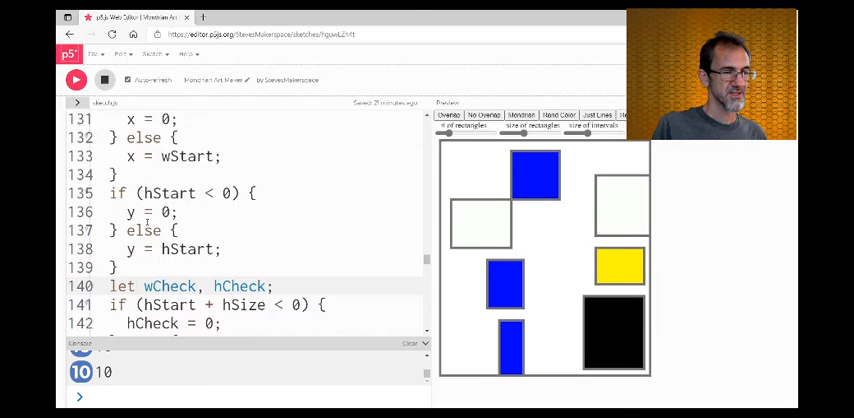 p5.js Web Editor | Mondrian Art
https://editor.p5js.org/StevesMakerspace/sketches/hguwLZh4t
p5*
File Edit Sketch Help
Auto-refresh Mondrian Art Maker by StevesMakerspace
sketch.js Saved: 21 minutes ago Preview
Overlap No Overlap Mondrian Rand Color Just Lines
# of rectangles size of rectangles size of intervals
131 x = 0;
132 } else {
133 x = wStart;
134 }
135 if (hStart < 0) {
136 y = 0;
137 } else {
138 y = hStart;
139 }
140 let wCheck, hCheck;
141 if (hStart + hSize < 0) {
142 hCheck = 0;
Console Clear
10 10
>